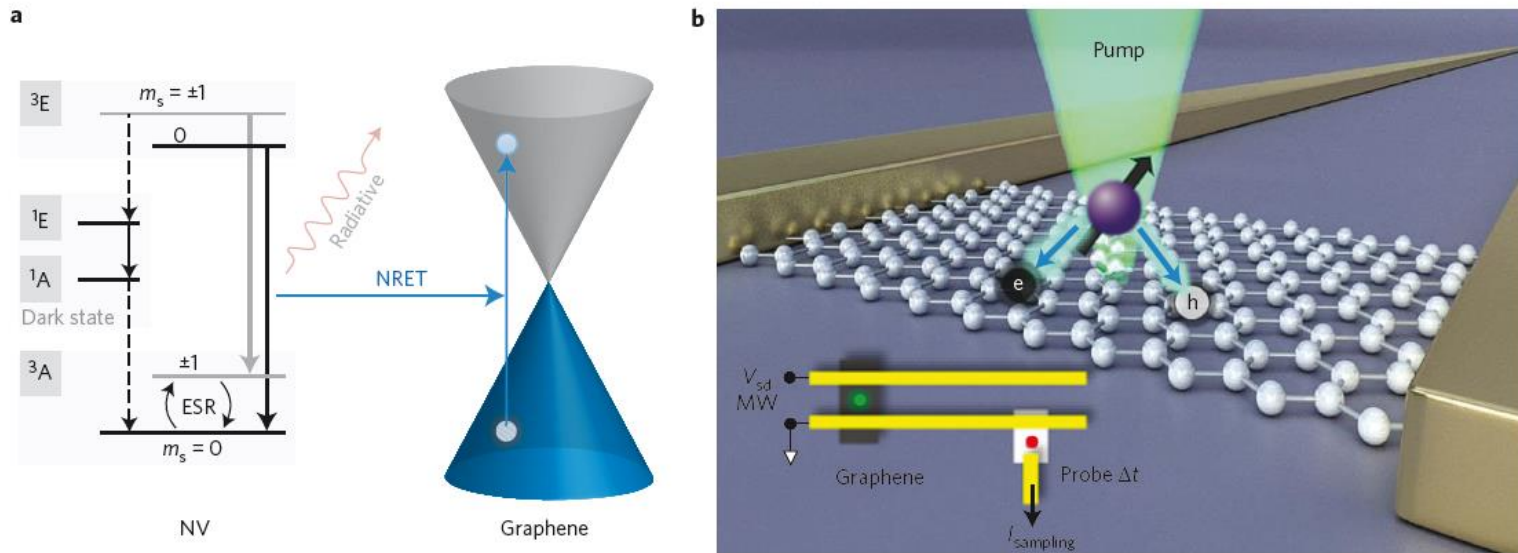 a
³E
mₛ = ±1
0
¹E
¹A
Dark state
³A
±1
ESR
mₛ = 0
NV
Radiative
NRET
Graphene
b
Pump
e
h
V_sd
MW
Graphene
Probe Δt
I_sampling